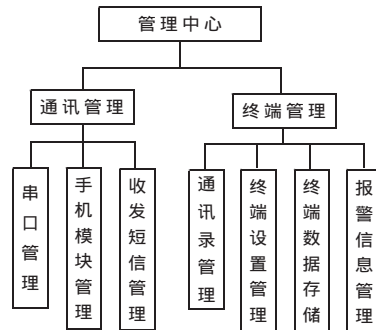 管理中心
通讯管理
终端管理
串口管理
手机模块管理
收发短信管理
通讯录管理
终端设置管理
终端数据存储
报警信息管理